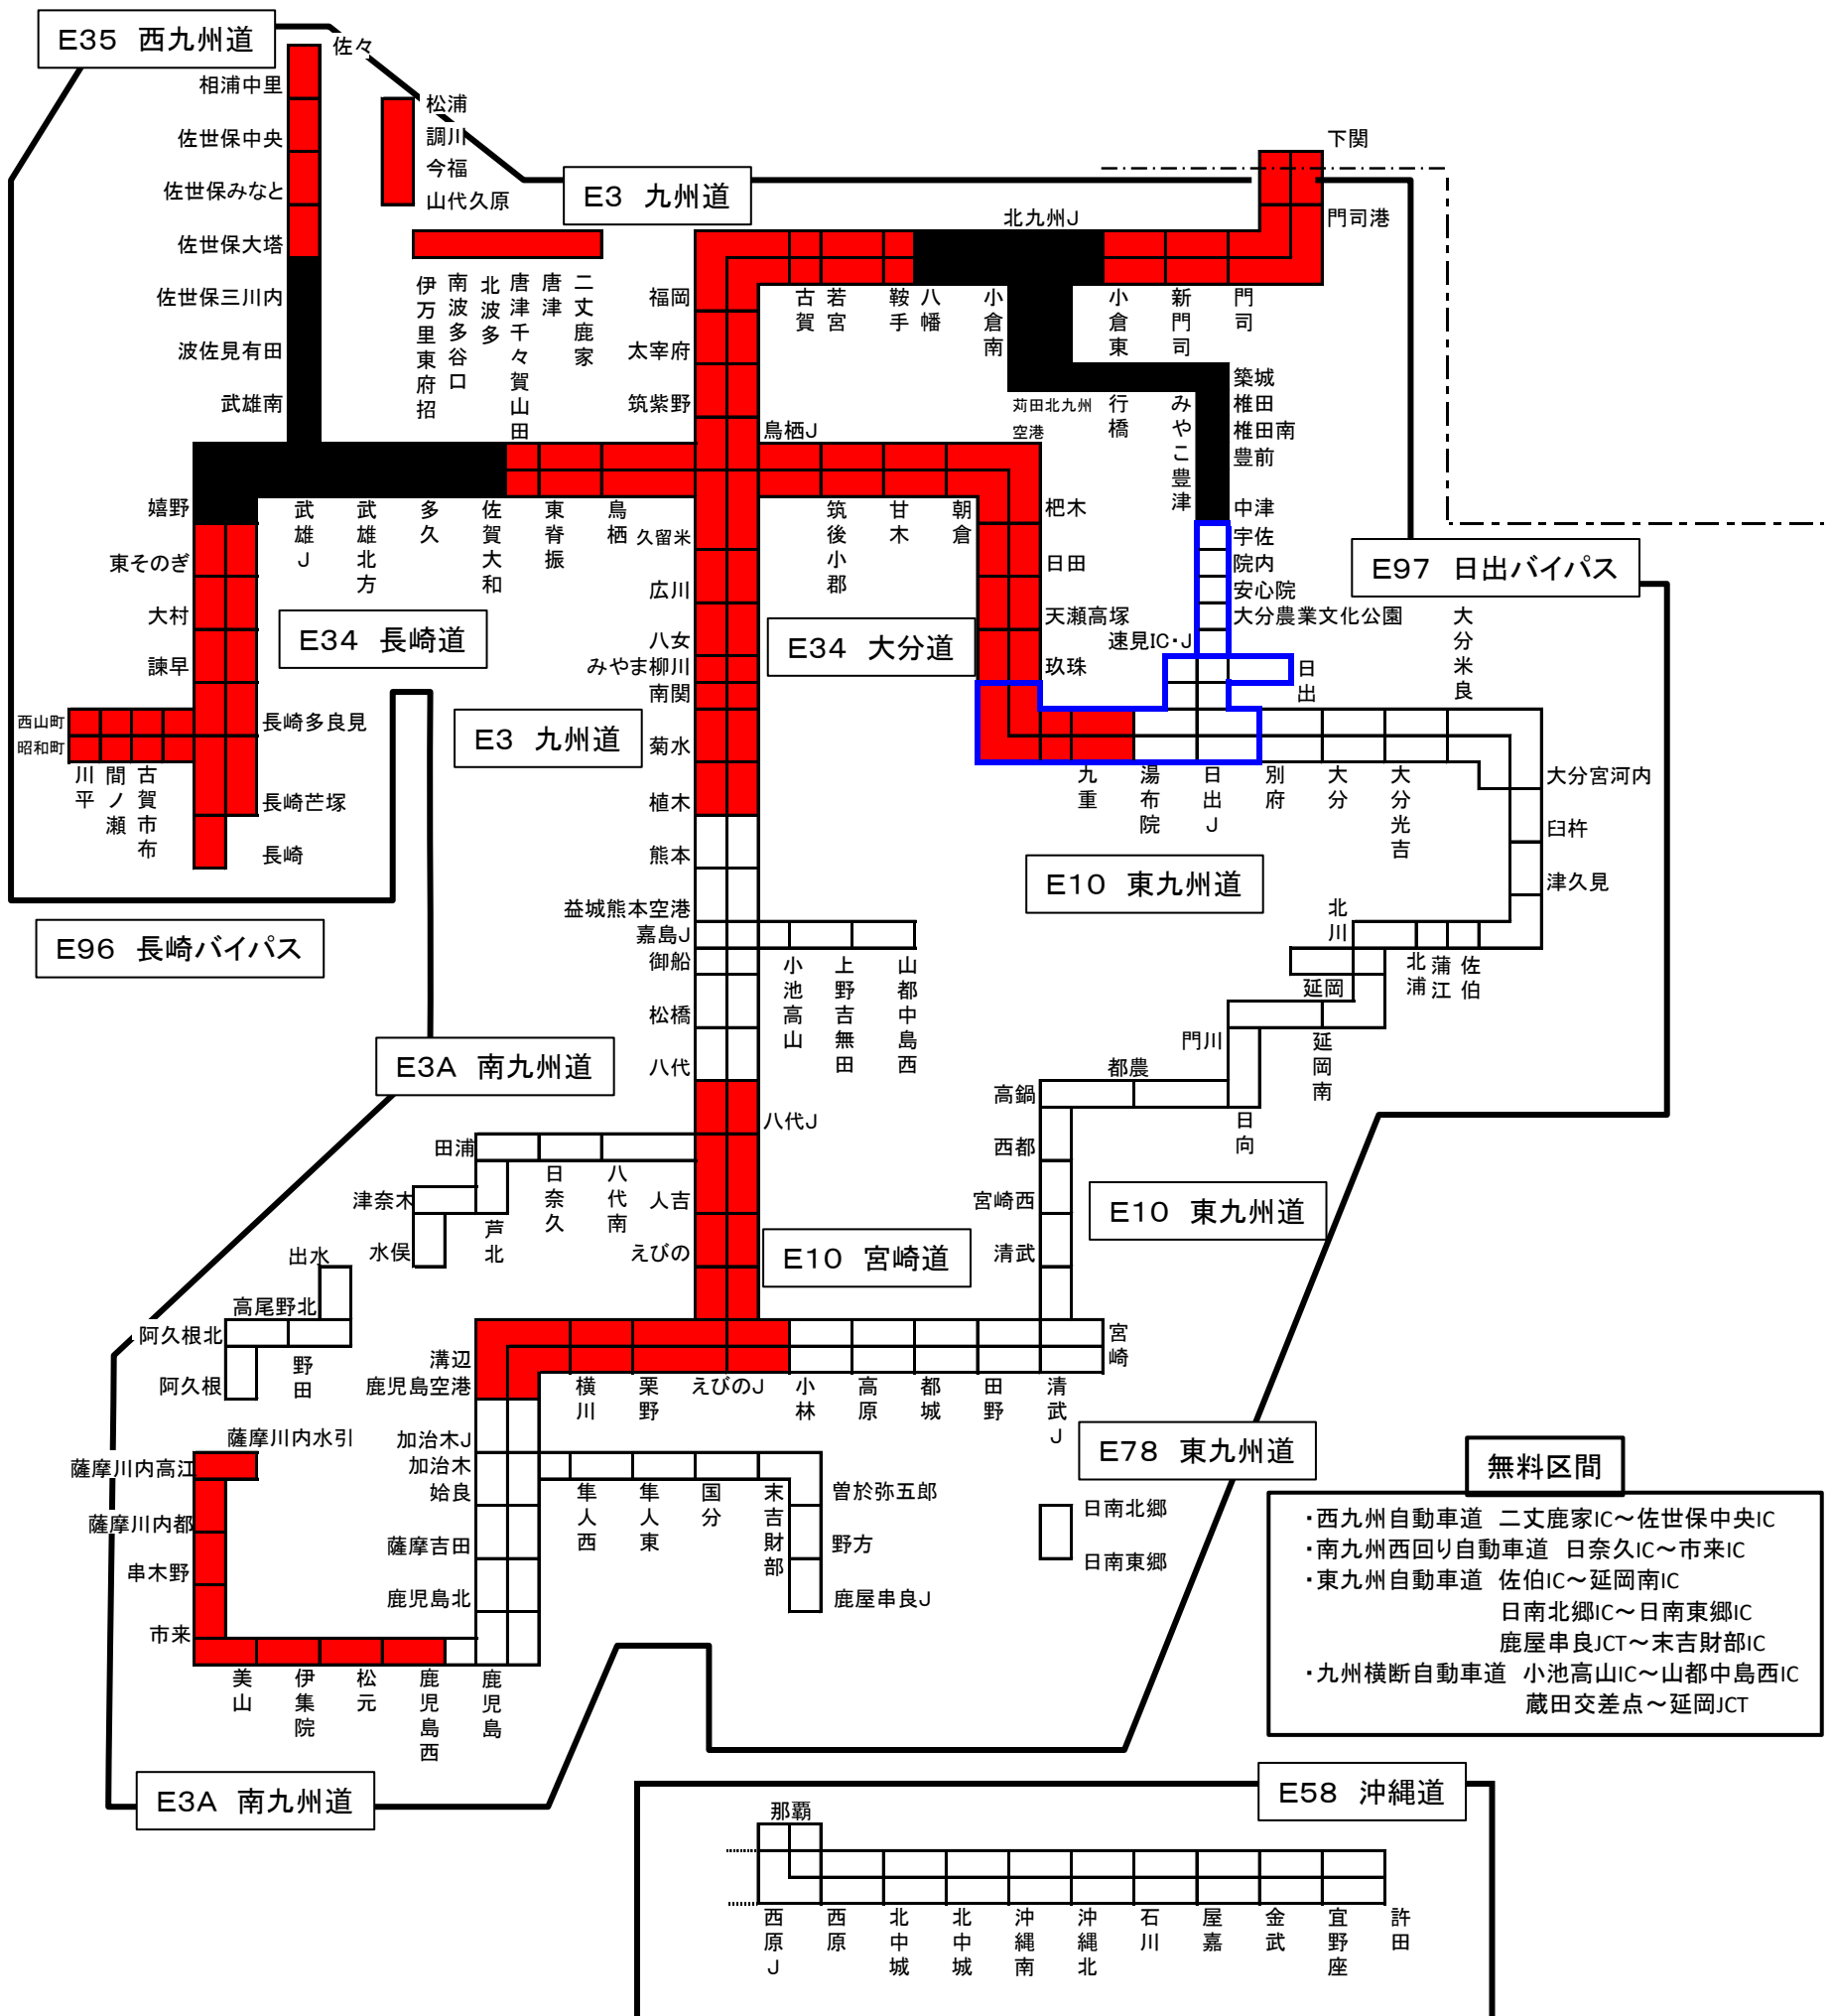 E35 西九州道
佐々
相浦中里
佐世保中央
佐世保みなと
佐世保大塔
佐世保三川内
波佐見有田
武雄南
松浦
調川
今福
山代久原
伊万里東府招
南波多谷口
北波多
唐津千々賀山田
唐津
二丈鹿家
E3 九州道
下関
門司港
北九州J
古賀
若宮
鞍手
八幡
小倉南
小倉東
新門司
門司
福岡
太宰府
筑紫野
鳥栖J
苅田北九州
空港
行橋
みやこ豊津
築城
椎田
椎田南
豊前
中津
宇佐
院内
安心院
大分農業文化公園
速見IC・J
日出
E97 日出バイパス
大分米良
嬉野
東そのぎ
大村
諫早
武雄J
武雄北方
多久
佐賀大和
東脊振
鳥栖
久留米
広川
八女
みやま柳川
南関
菊水
植木
熊本
益城熊本空港
嘉島J
御船
松橋
八代
筑後小郡
甘木
朝倉
杷木
日田
天瀬高塚
玖珠
E34 長崎道
E34 大分道
E3 九州道
西山町
昭和町
川平
間ノ瀬
古賀市布
長崎多良見
長崎芒塚
長崎
九重
湯布院
日出J
別府
大分
大分光吉
大分宮河内
臼杵
津久見
E10 東九州道
E96 長崎バイパス
小池高山
上野吉無田
山都中島西
北川
北浦
蒲江
佐伯
延岡
延岡南
門川
日向
都農
高鍋
西都
宮崎西
清武
E3A 南九州道
八代J
田浦
日奈久
八代南
津奈木
芦北
水俣
人吉
えびの
E10 宮崎道
E10 東九州道
出水
高尾野北
阿久根北
野田
阿久根
溝辺
鹿児島空港
横川
栗野
えびのJ
小林
高原
都城
田野
清武J
宮崎
加治木J
加治木
姶良
薩摩吉田
鹿児島北
隼人西
隼人東
国分
末吉財部
曽於弥五郎
野方
鹿屋串良J
E78 東九州道
日南北郷
日南東郷
薩摩川内水引
薩摩川内高江
薩摩川内都
串木野
市来
美山
伊集院
松元
鹿児島西
鹿児島
E3A 南九州道
無料区間
・西九州自動車道 二丈鹿家IC～佐世保中央IC
・南九州西回り自動車道 日奈久IC～市来IC
・東九州自動車道 佐伯IC～延岡南IC
日南北郷IC～日南東郷IC
鹿屋串良JCT～末吉財部IC
・九州横断自動車道 小池高山IC～山都中島西IC
蔵田交差点～延岡JCT
E58 沖縄道
那覇
西原J
西原
北中城
北中城
沖縄南
沖縄北
石川
屋嘉
金武
宜野座
許田